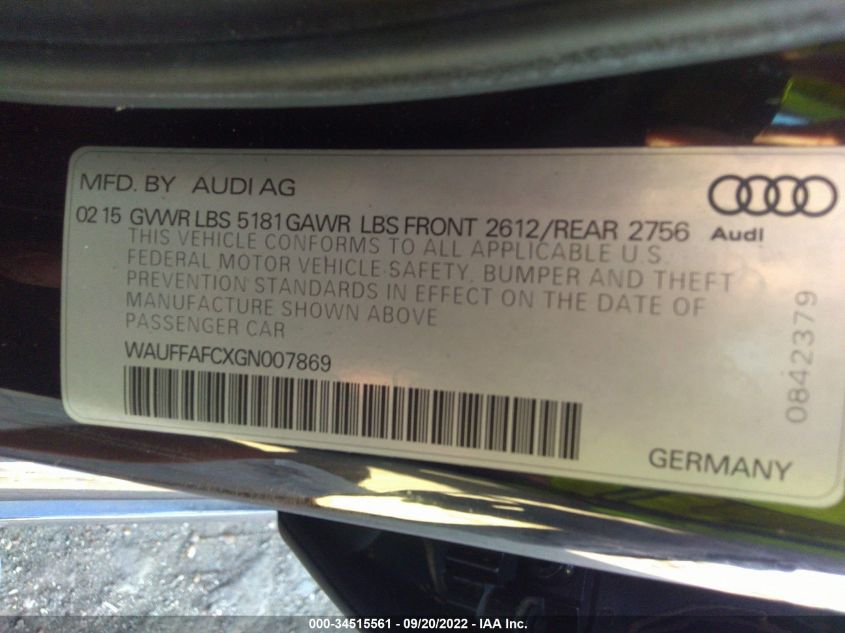 MFD. BY AUDI AG
02 15 GVWR LBS 5181 GAWR LBS FRONT 2612/REAR 2756
Audi
THIS VEHICLE CONFORMS TO ALL APPLICABLE U.S.
FEDERAL MOTOR VEHICLE SAFETY, BUMPER AND THEFT
PREVENTION STANDARDS IN EFFECT ON THE DATE OF
MANUFACTURE SHOWN ABOVE
PASSENGER CAR
WAUFFAFCXGN007869
0842379
GERMANY
000-34515561 - 09/20/2022 - IAA Inc.